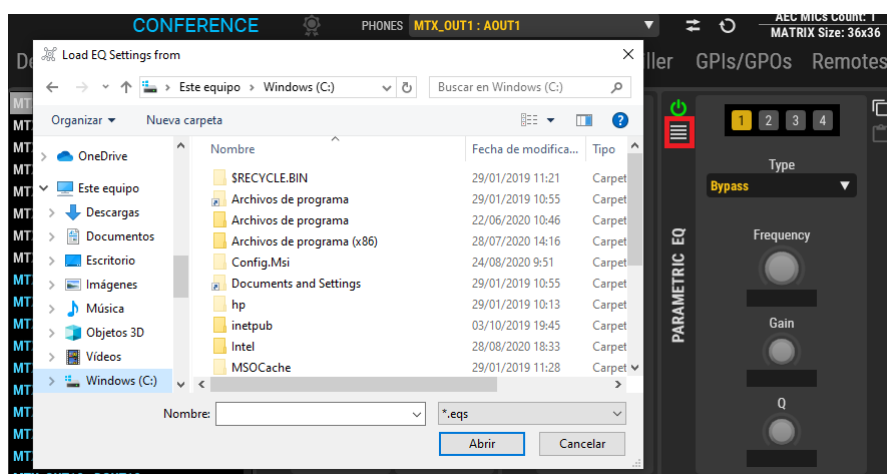 CONFERENCE
PHONES MTX_OUT1 : AOUT1
AEC MICs Count: 1
MATRIX Size: 36x36
Load EQ Settings from
GPIs/GPOs Remotes
Este equipo > Windows (C:)
Buscar en Windows (C:)
Organizar
Nueva carpeta
Nombre Fecha de modifica... Tipo
OneDrive
Este equipo
Descargas
Documentos
Escritorio
Imágenes
Música
Objetos 3D
Vídeos
Windows (C:)
$RECYCLE.BIN 29/01/2019 11:21 Carpet
Archivos de programa 29/01/2019 10:55 Carpet
Archivos de programa 22/06/2020 10:46 Carpet
Archivos de programa (x86) 28/07/2020 14:16 Carpet
Config.Msi 24/08/2020 9:51 Carpet
Documents and Settings 29/01/2019 10:55 Carpet
hp 29/01/2019 10:13 Carpet
inetpub 03/10/2019 19:45 Carpet
Intel 28/08/2020 18:33 Carpet
MSOCache 29/01/2019 11:28 Carpet
Nombre:
*.eqs
Abrir Cancelar
PARAMETRIC EQ
1 2 3 4
Type
Bypass
Frequency
Gain
Q